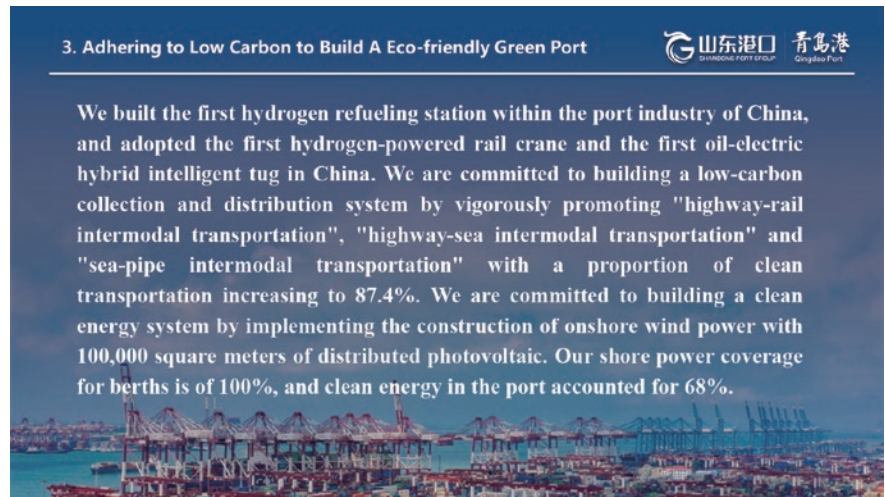 3. Adhering to Low Carbon to Build A Eco-friendly Green Port
山东港口
SHANDONG PORT GROUP
青岛港
Qingdao Port
We built the first hydrogen refueling station within the port industry of China,
and adopted the first hydrogen-powered rail crane and the first oil-electric
hybrid intelligent tug in China. We are committed to building a low-carbon
collection and distribution system by vigorously promoting "highway-rail
intermodal transportation", "highway-sea intermodal transportation" and
"sea-pipe intermodal transportation" with a proportion of clean
transportation increasing to 87.4%. We are committed to building a clean
energy system by implementing the construction of onshore wind power with
100,000 square meters of distributed photovoltaic. Our shore power coverage
for berths is of 100%, and clean energy in the port accounted for 68%.